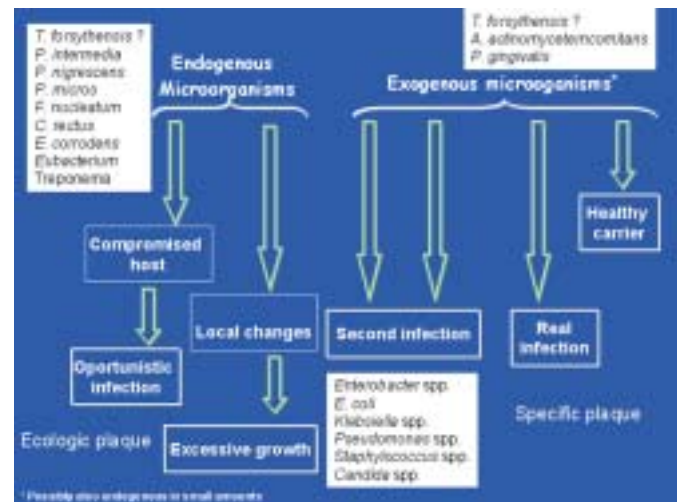 T. forsythensis ?
P. intermedia
P. nigrescens
P. micros
F. nucleatum
C. rectus
E. corrodens
Eubacterium
Treponema
Endogenous
Microorganisms
T. forsythensis ?
A. actinomycetemcomitans
P. gingivalis
Exogenous microoganisms*
Compromised
host
Healthy
carrier
Local changes
Second infection
Real
infection
Oportunistic
infection
Enterobacter spp.
E. coli
Klebsiella spp.
Pseudomonas spp.
Staphylococcus spp.
Candida spp.
Specific plaque
Ecologic plaque
Excessive growth
* Possibly also endogenous in small amounts